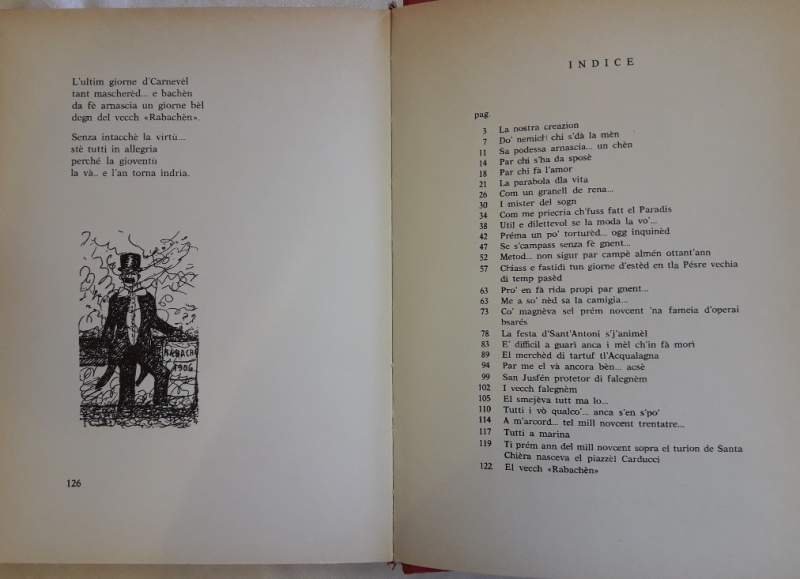 L'ultim giorne d'Carnevèl
tant mascherèd... e bachèn
da fè arnascia un giorne bèl
degn del vecch «Rabachèn».
Senza intacchè la virtù...
stè tutti in allegria
perché la gioventù
la và.. e l'an torna indria.
RABACHÈ
1906
126
INDICE
pag.
3 La nostra creazion
7 Do' nemich: chi s'dà la mèn
11 Sa podessa arnascia... un chèn
14 Par chi s'ha da sposè
18 Par chi fà l'amor
21 La parabola dla vita
26 Com un granell de rena...
30 I mister del sogn
34 Com me priecria ch'fuss fatt el Paradis
38 Util e dilettevol se la moda la vo'...
42 Préma un po' torturèd... ogg inquinèd
47 Se s'campass senza fè gnent...
52 Metod... non sigur par campè almén ottant'ann
57 Chiass e fastidi tun giorne d'estèd en tla Pésre vechia
di temp pasèd
63 Pro' en fà rida propi par gnent...
63 Me a so' nèd sa la camigia...
73 Co' magnèva sel prém novcent 'na fameia d'operai
bsarés
78 La festa d'Sant'Antoni s'j'animèl
83 E' difficil a guarì anca i mèl ch'in fà morì
89 El merchèd di tartuf tl'Acqualagna
94 Par me el và ancora bèn... acsè
99 San Jusfén protetor di falegnèm
102 I vecch falegnèm
105 El smejèva tutt ma lo...
110 Tutti i vò qualco'... anca s'en s'po'
114 A m'arcord... tel mill novcent trentatre...
117 Tutti a marina
119 Ti prém ann del mill novcent sopra el turion de Santa
Chièra nasceva el piazzèl Carducci
122 El vecch «Rabachèn»